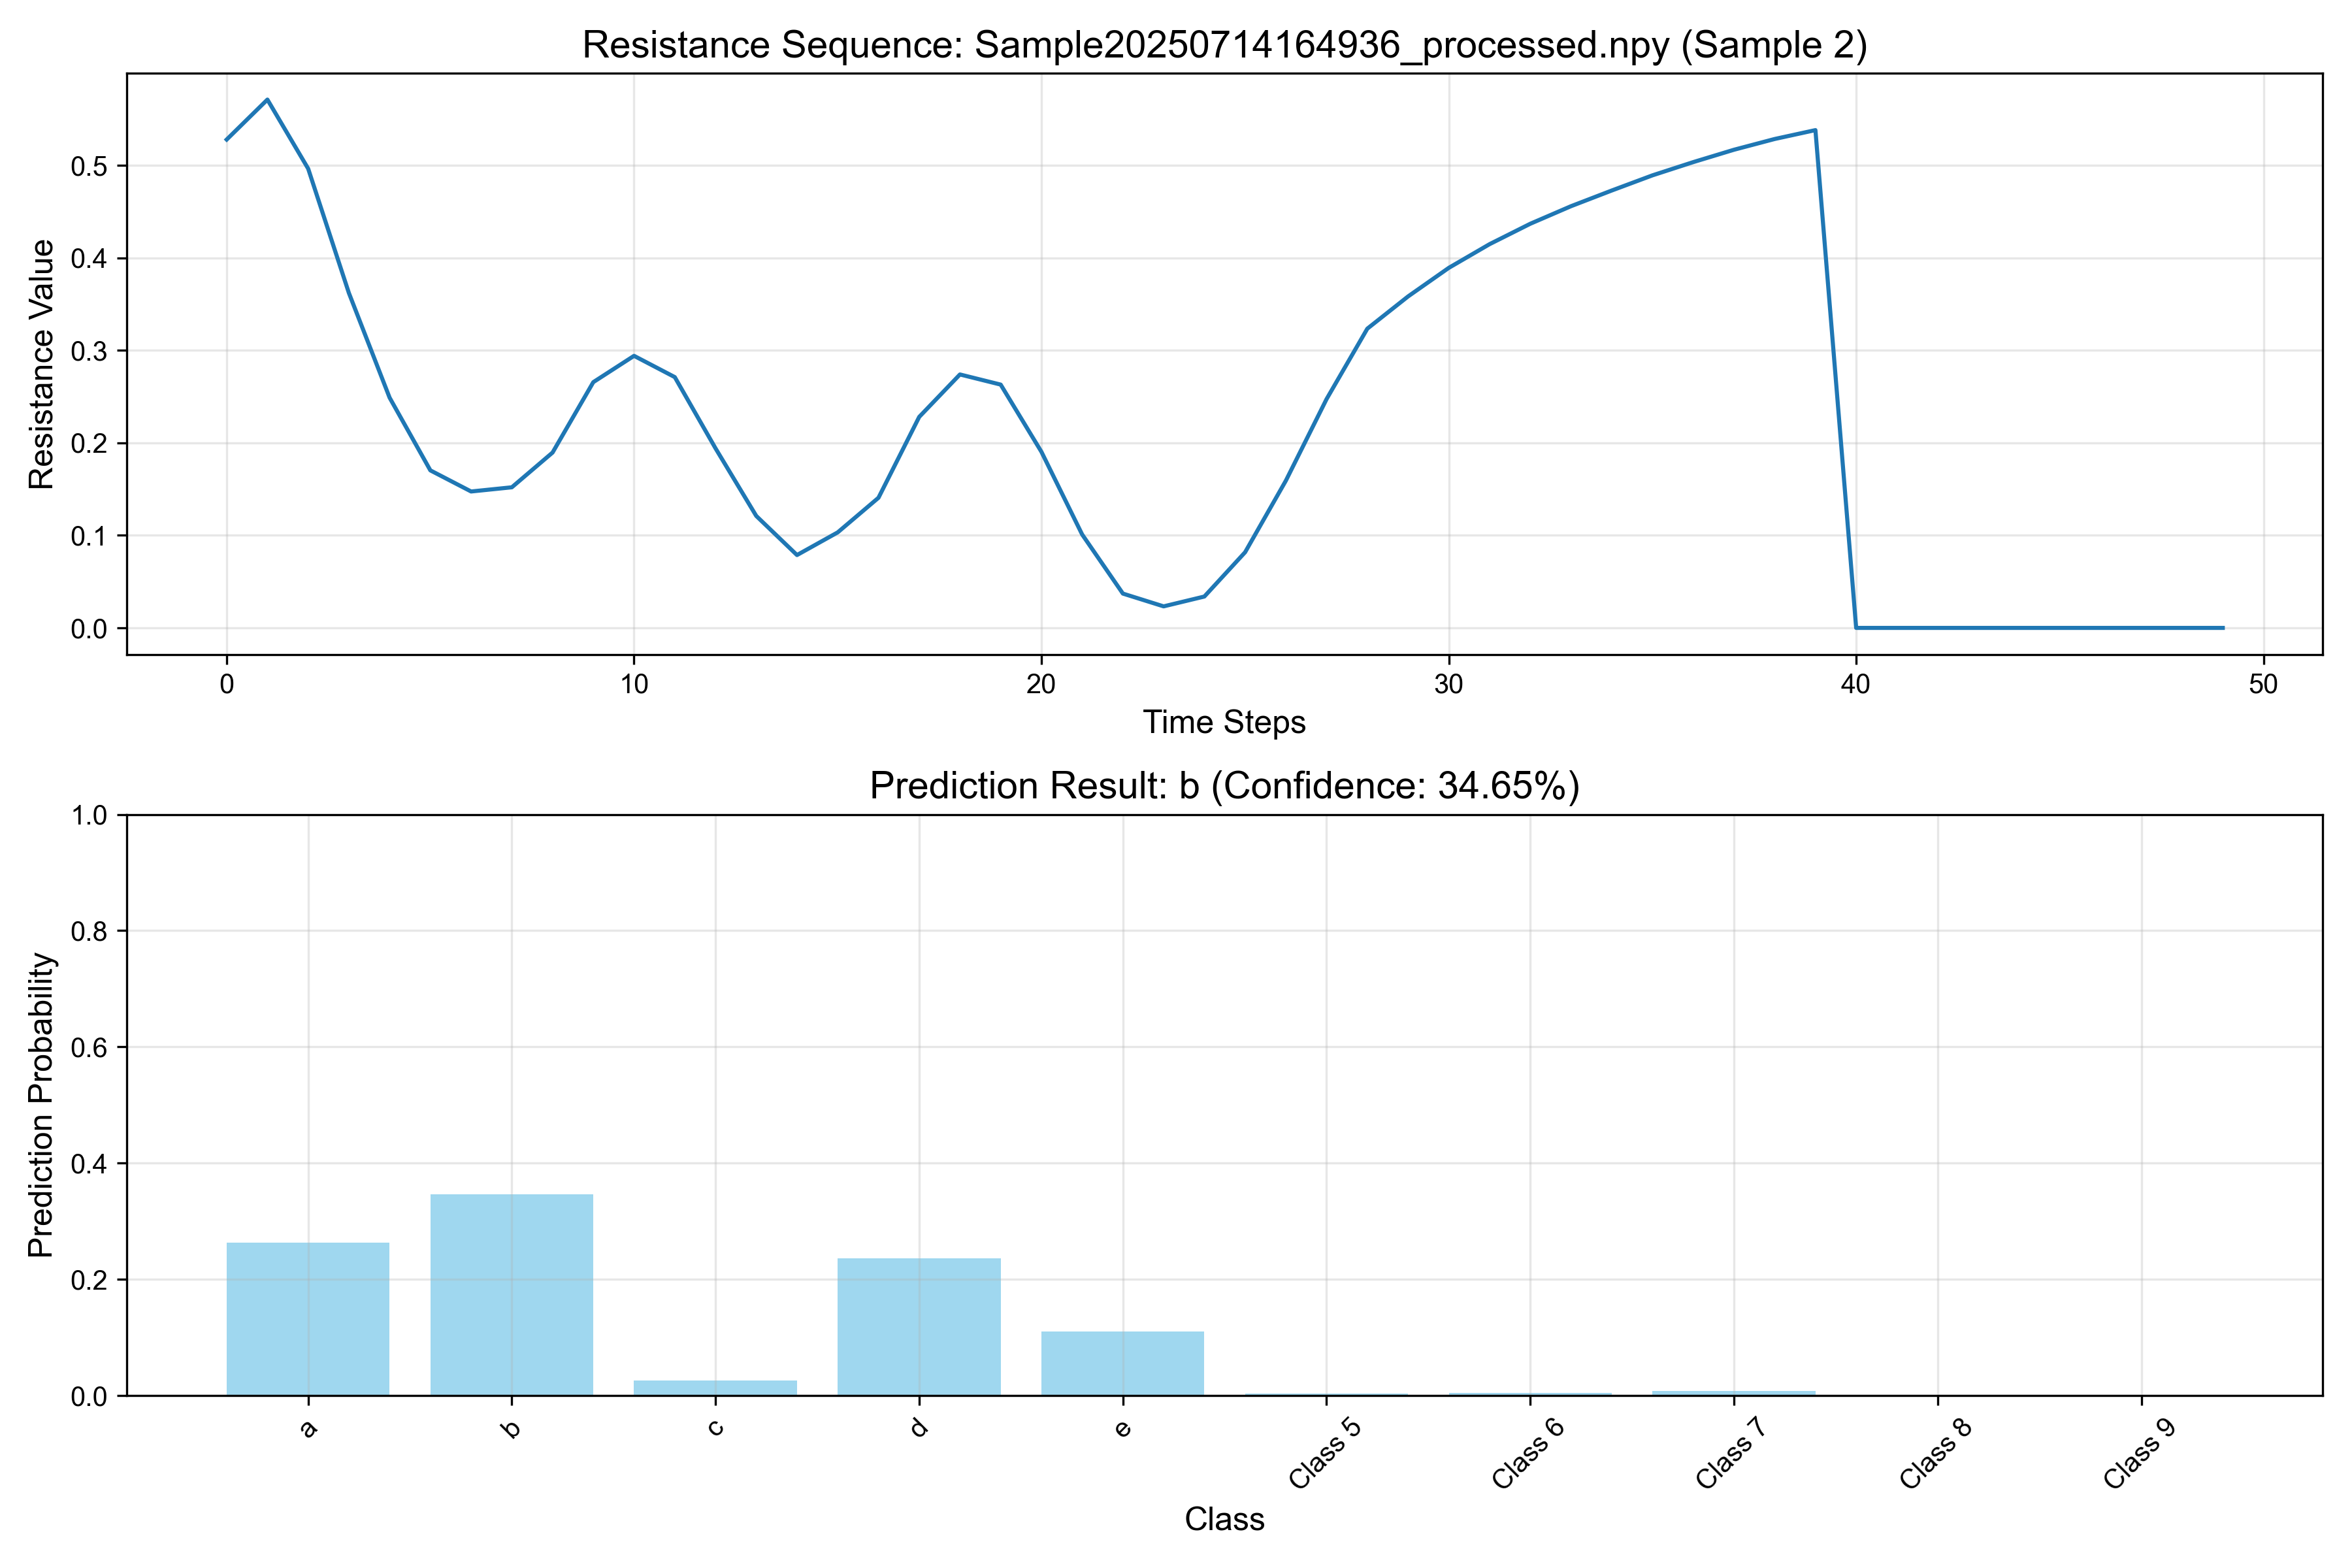 Resistance Sequence: Sample20250714164936_processed.npy (Sample 2)
Resistance Value
0.5
0.4
0.3
0.2
0.1
0.0
0 10 20 30 40 50
Time Steps
Prediction Result: b (Confidence: 34.65%)
Prediction Probability
1.0
0.8
0.6
0.4
0.2
0.0
a b c d e Class 5 Class 6 Class 7 Class 8 Class 9
Class